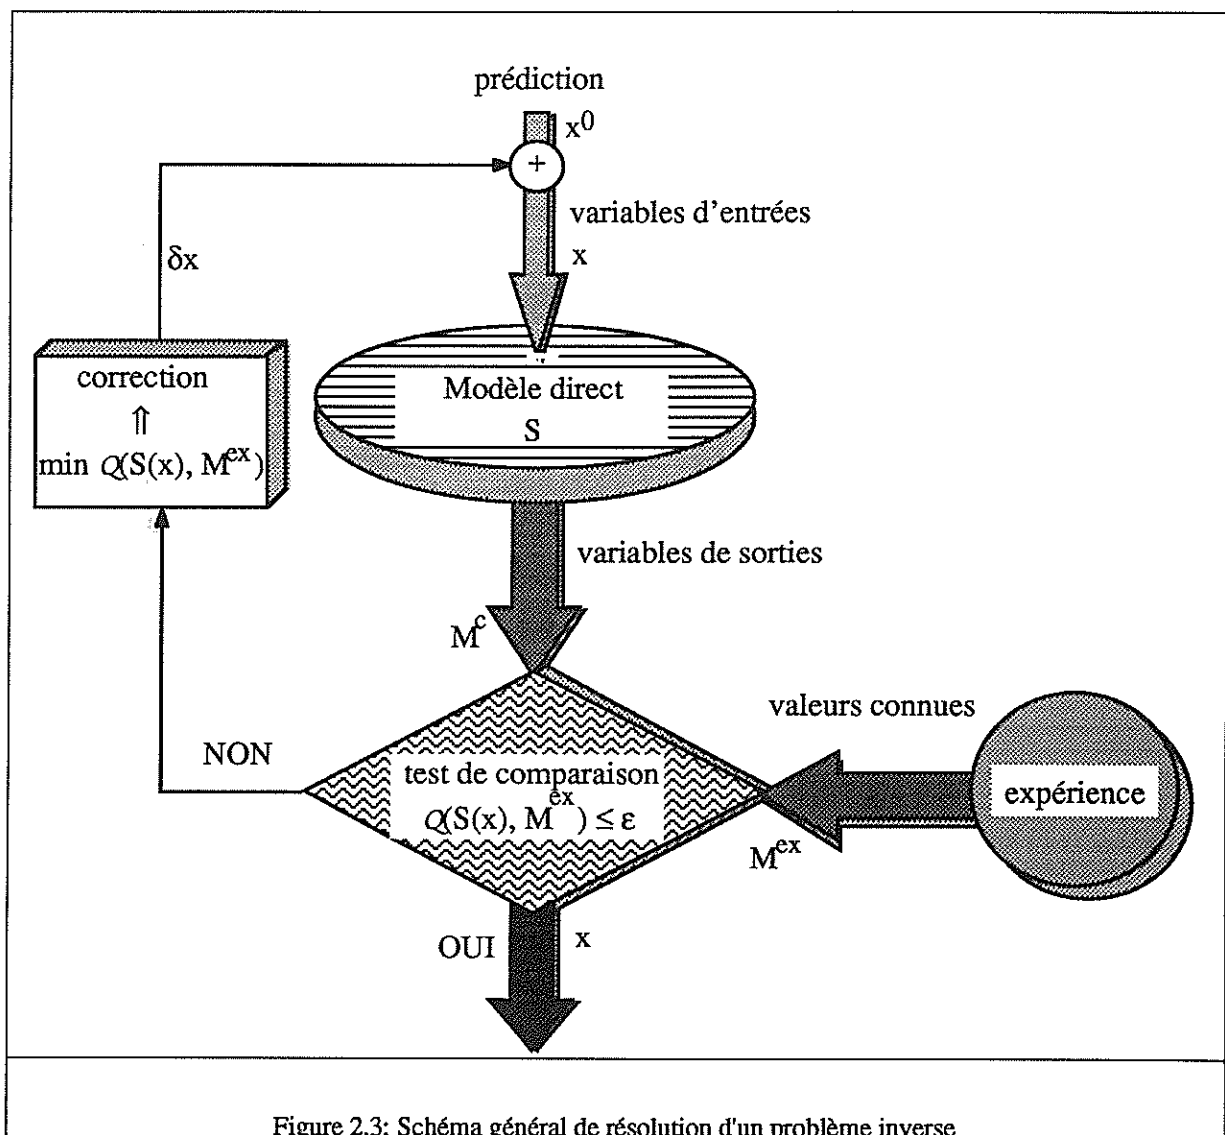 prédiction
x⁰
+
variables d'entrées
x
δx
correction
⇑
min Q(S(x), Mᵉˣ)
Modèle direct
S
variables de sorties
Mᶜ
valeurs connues
NON
test de comparaison
Q(S(x), Mᵉˣ) ≤ ε
expérience
Mᵉˣ
OUI
x
Figure 2.3: Schéma général de résolution d'un problème inverse